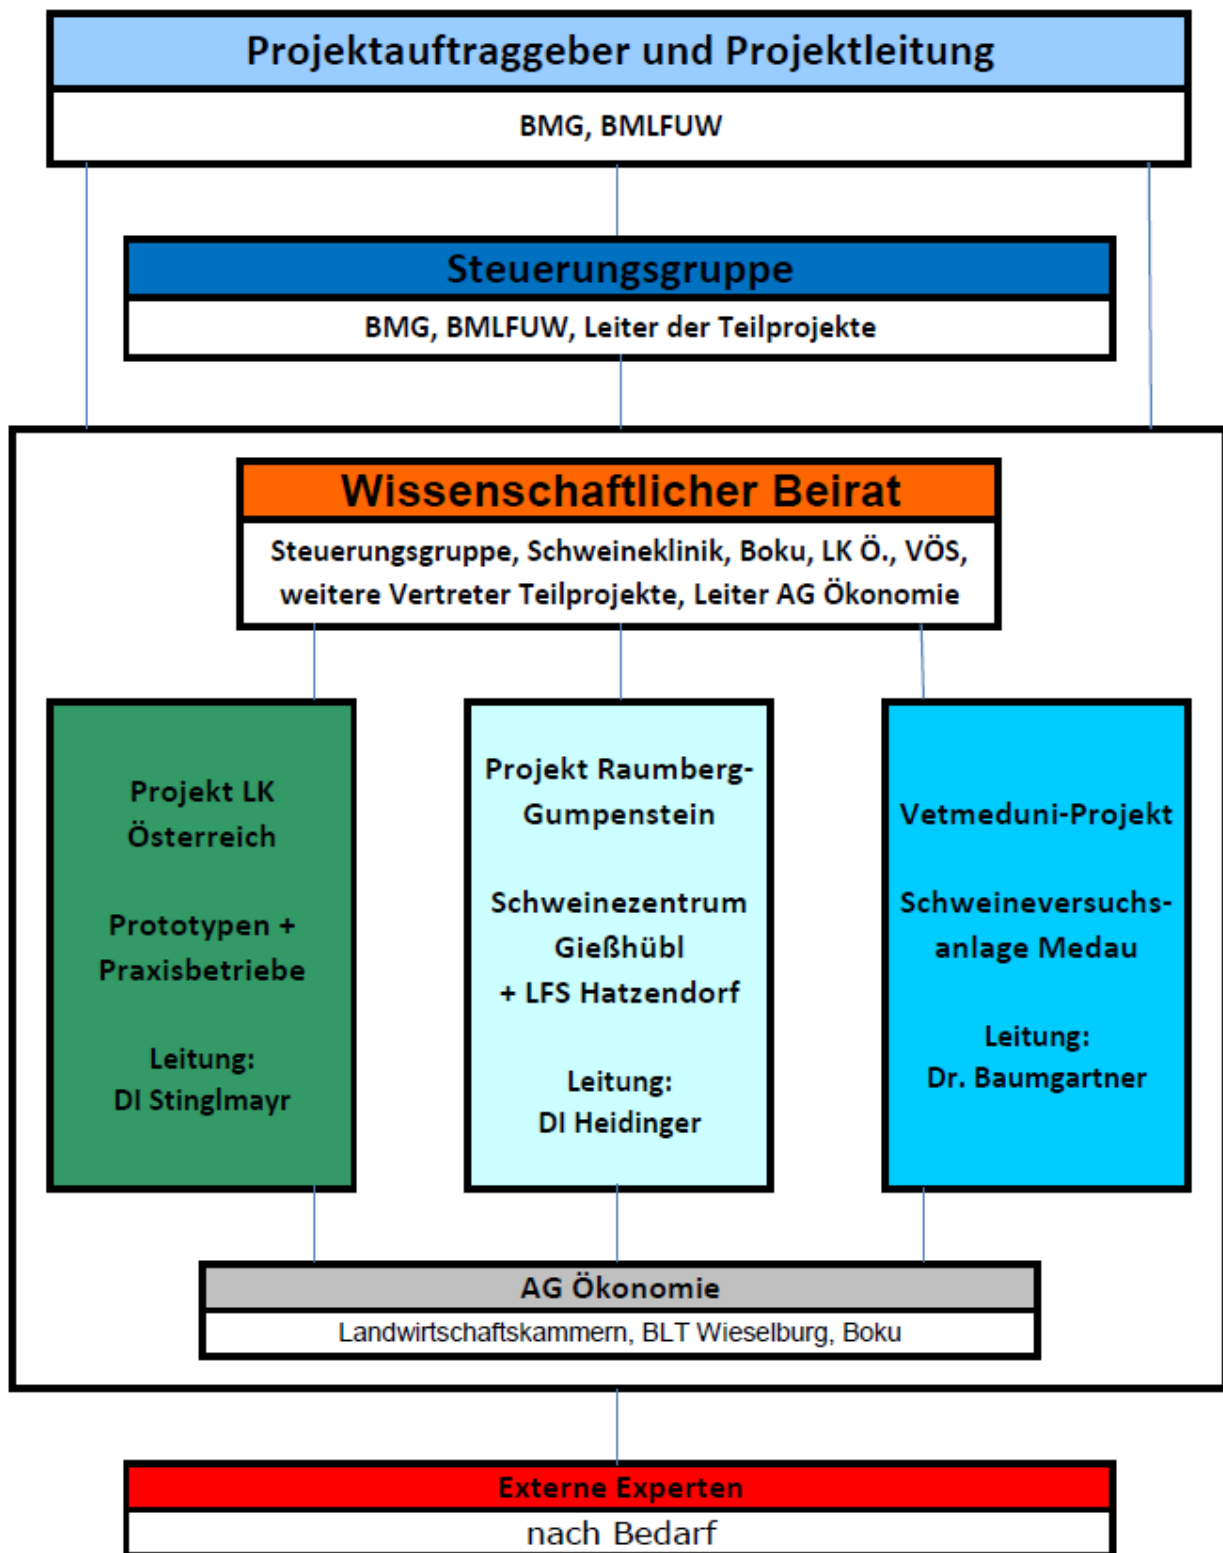 Projektauftraggeber und Projektleitung
BMG, BMLFUW
Steuerungsgruppe
BMG, BMLFUW, Leiter der Teilprojekte
Wissenschaftlicher Beirat
Steuerungsgruppe, Schweineklinik, Boku, LK Ö., VÖS,
weitere Vertreter Teilprojekte, Leiter AG Ökonomie
Projekt LK
Österreich
Prototypen +
Praxisbetriebe
Leitung:
DI Stinglmayr
Projekt Raumberg-
Gumpenstein
Schweinezentrum
Gießhübl
+ LFS Hatzendorf
Leitung:
DI Heidinger
Vetmeduni-Projekt
Schweineversuchs-
anlage Medau
Leitung:
Dr. Baumgartner
AG Ökonomie
Landwirtschaftskammern, BLT Wieselburg, Boku
Externe Experten
nach Bedarf